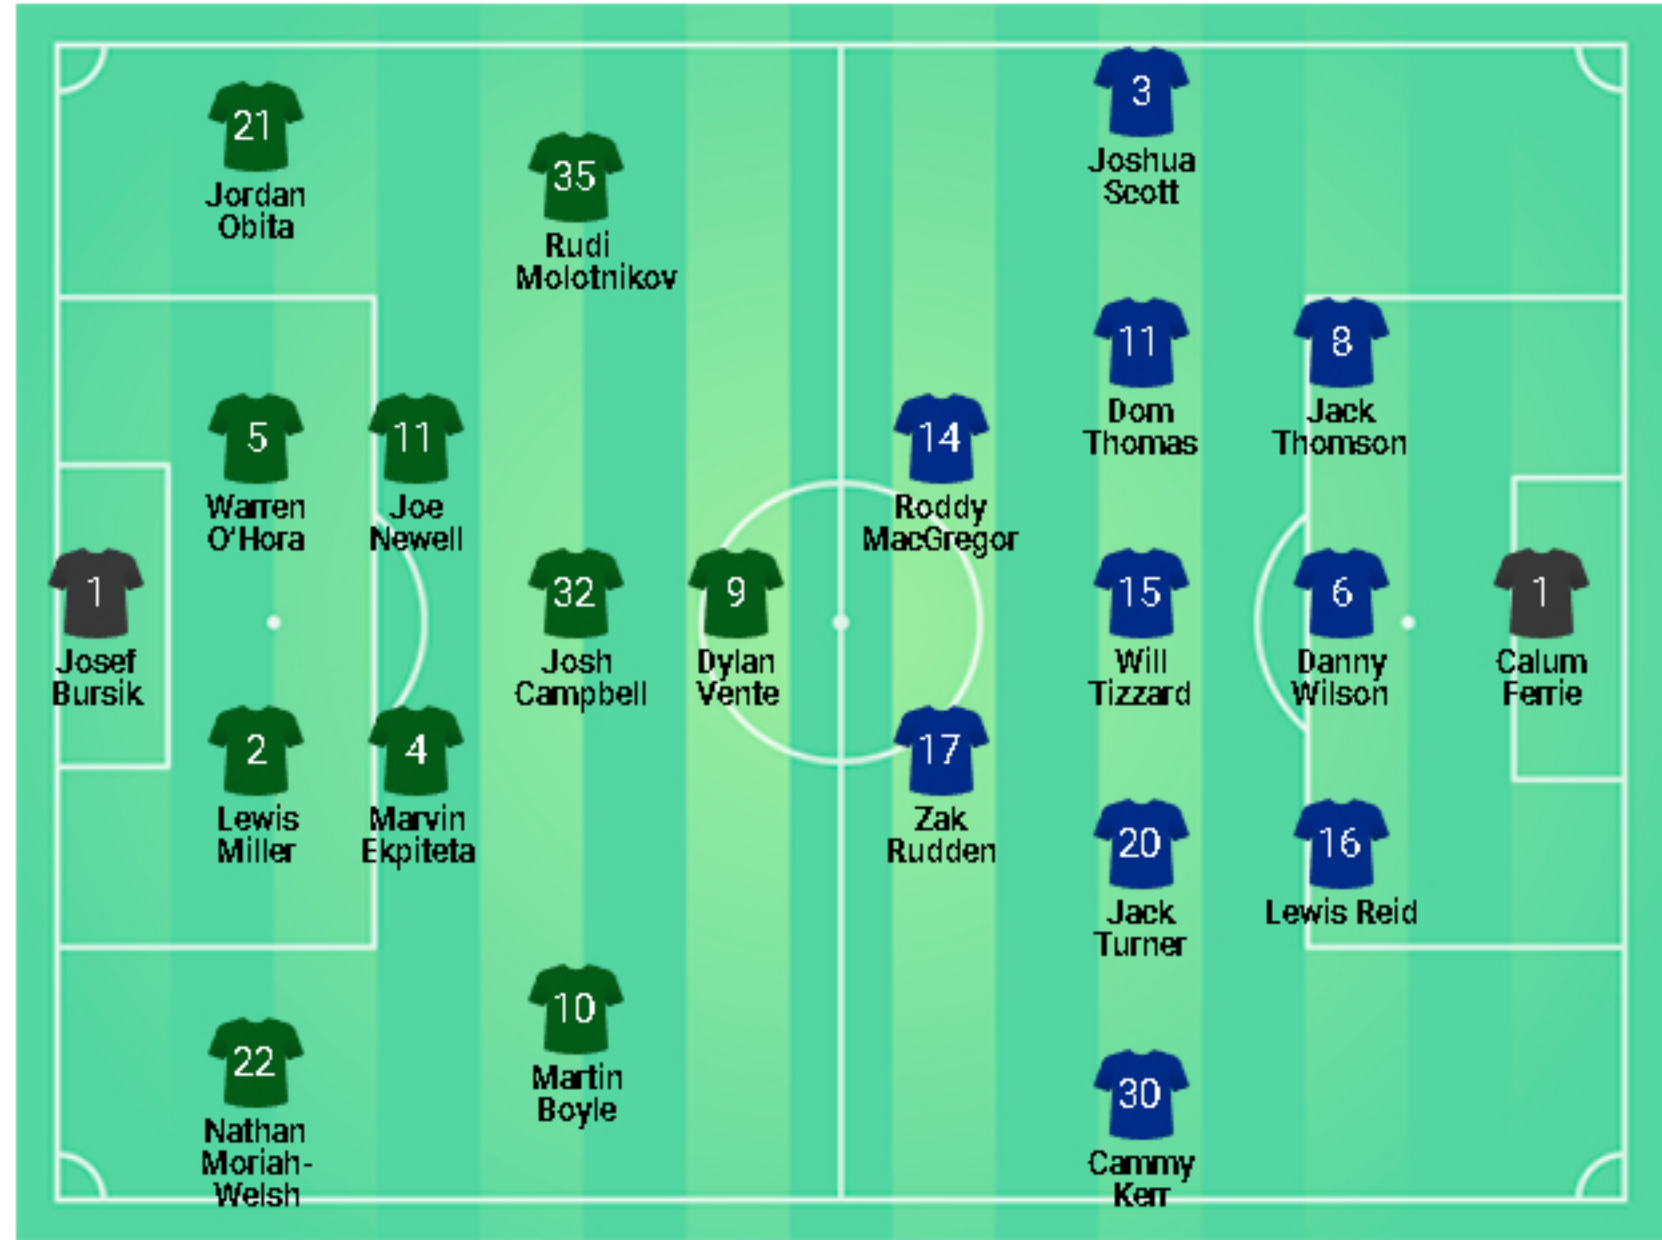 21
Jordan
Obita
35
Rudi
Molotnikov
5
Warren
O'Hora
11
Joe
Newell
1
Josef
Bursik
32
Josh
Campbell
9
Dylan
Vente
2
Lewis
Miller
4
Marvin
Ekpiteta
10
Martin
Boyle
22
Nathan
Moriah-
Welsh
3
Joshua
Scott
11
Dom
Thomas
8
Jack
Thomson
14
Roddy
MacGregor
15
Will
Tizzard
6
Danny
Wilson
1
Calum
Ferrie
17
Zak
Rudden
20
Jack
Turner
16
Lewis Reid
30
Cammy
Kerr